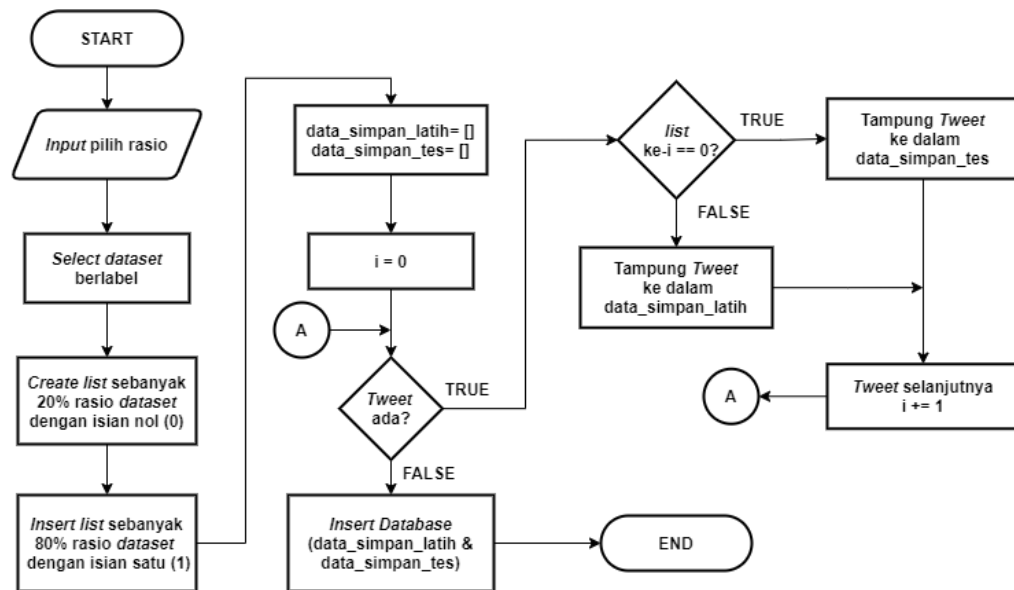 START
Input pilih rasio
Select dataset
berlabel
Create list sebanyak
20% rasio dataset
dengan isian nol (0)
Insert list sebanyak
80% rasio dataset
dengan isian satu (1)
data_simpan_latih= []
data_simpan_tes= []
i = 0
A
Tweet
ada?
TRUE
FALSE
Insert Database
(data_simpan_latih &
data_simpan_tes)
END
list
ke-i == 0?
TRUE
FALSE
Tampung Tweet
ke dalam
data_simpan_tes
Tampung Tweet
ke dalam
data_simpan_latih
Tweet selanjutnya
i += 1
A